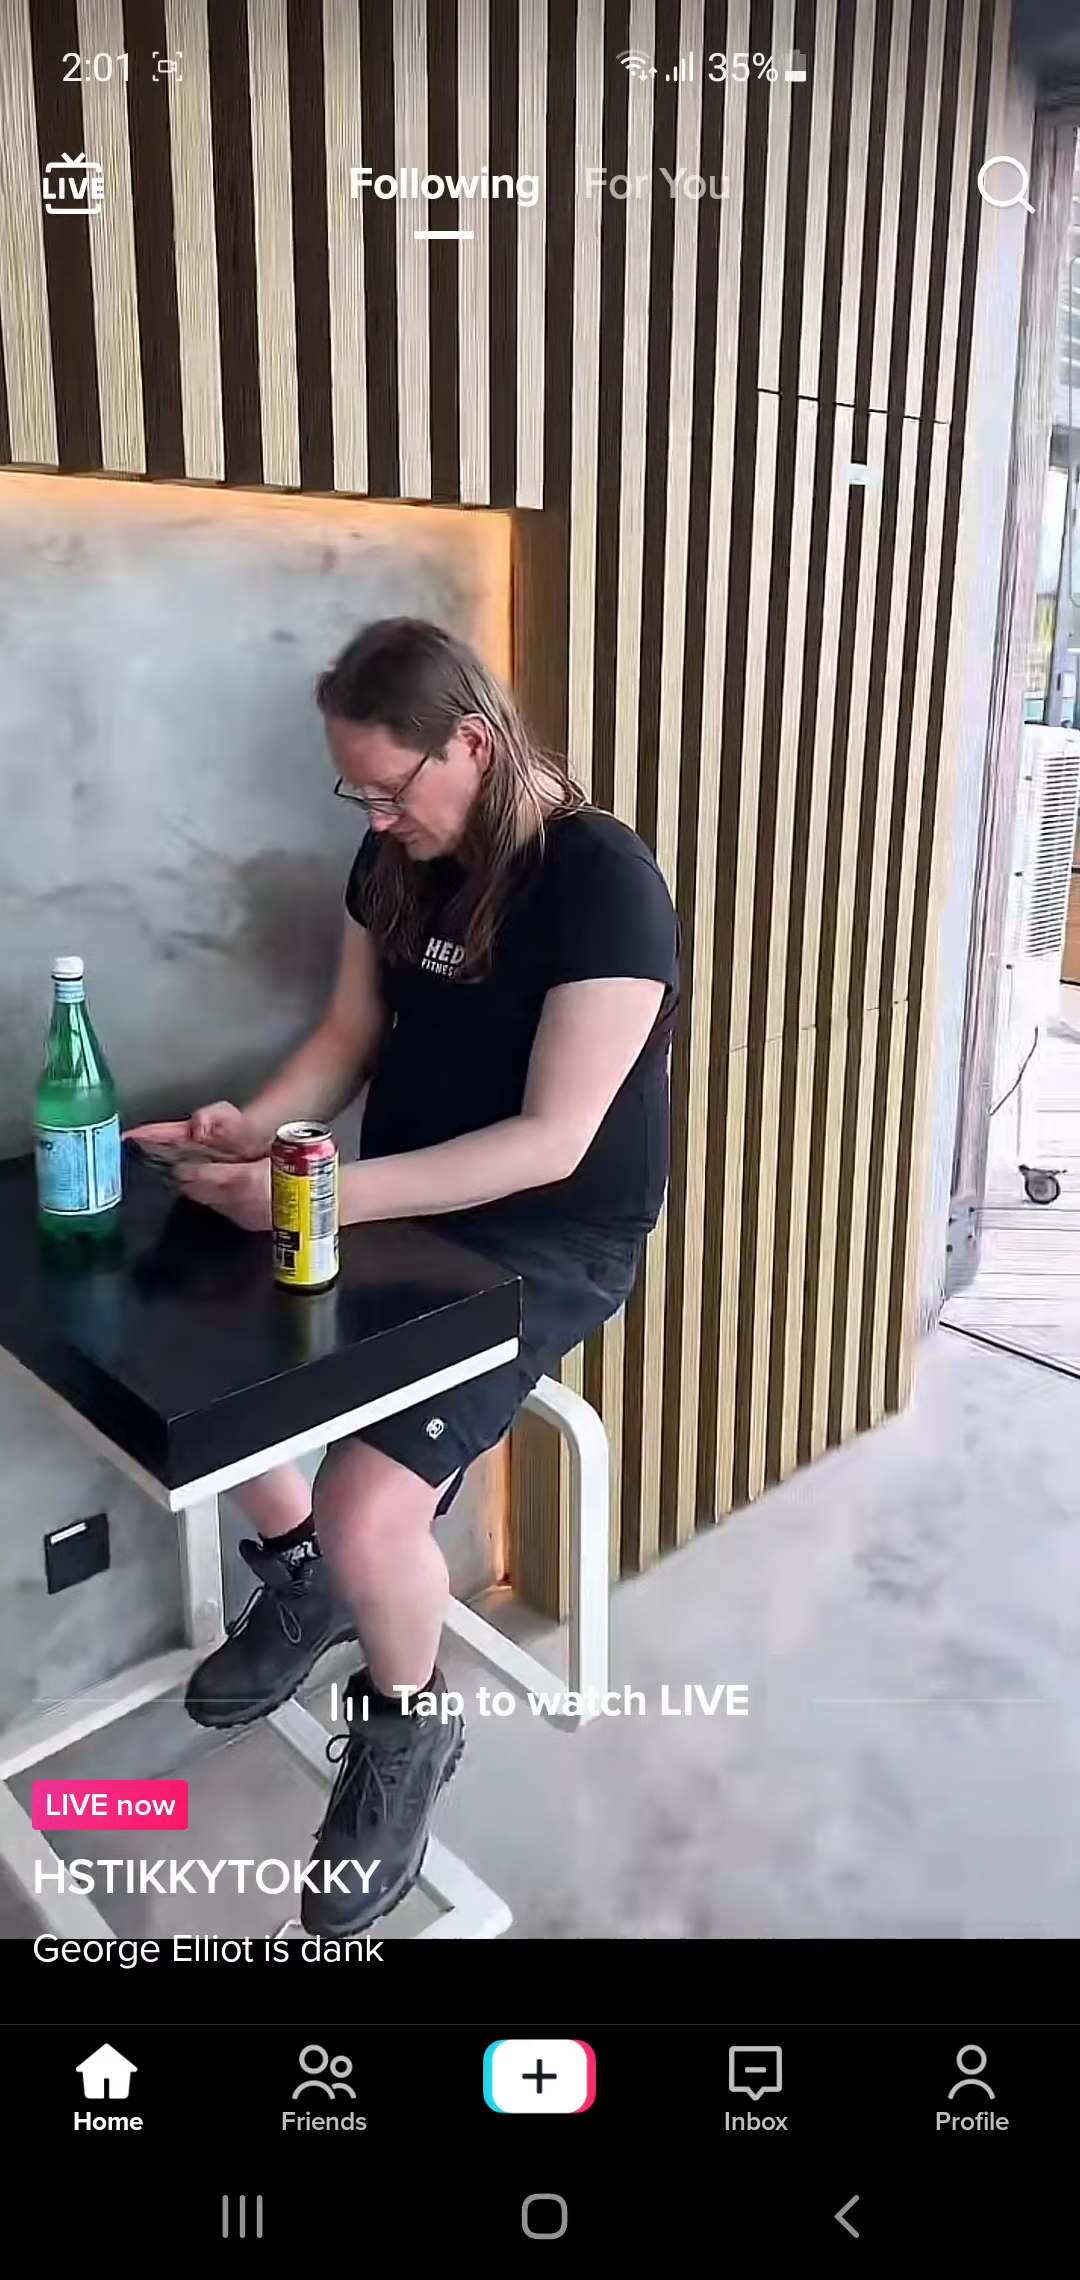 2:01
35%
LIVE
Following
For You
HED
FITNESS
Tap to watch LIVE
LIVE now
HSTIKKYTOKKY
George Elliot is dank
Home
Friends
Inbox
Profile